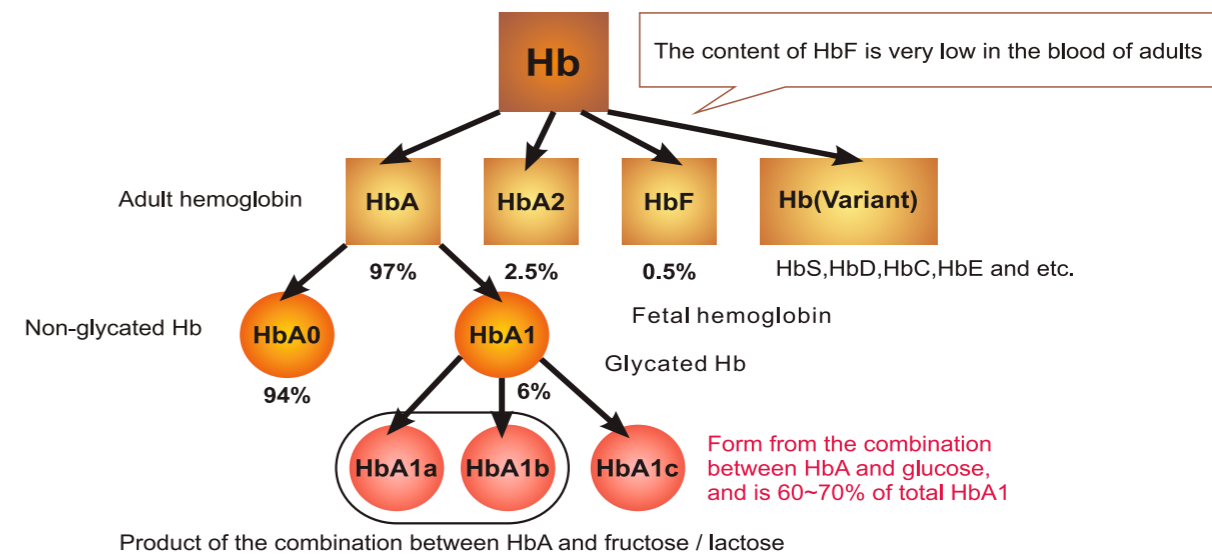 Hb
The content of HbF is very low in the blood of adults
Adult hemoglobin
HbA
HbA2
HbF
Hb(Variant)
97%
2.5%
0.5%
HbS,HbD,HbC,HbE and etc.
Non-glycated Hb
HbA0
HbA1
Fetal hemoglobin
Glycated Hb
94%
6%
HbA1a
HbA1b
HbA1c
Form from the combination
between HbA and glucose,
and is 60~70% of total HbA1
Product of the combination between HbA and fructose / lactose